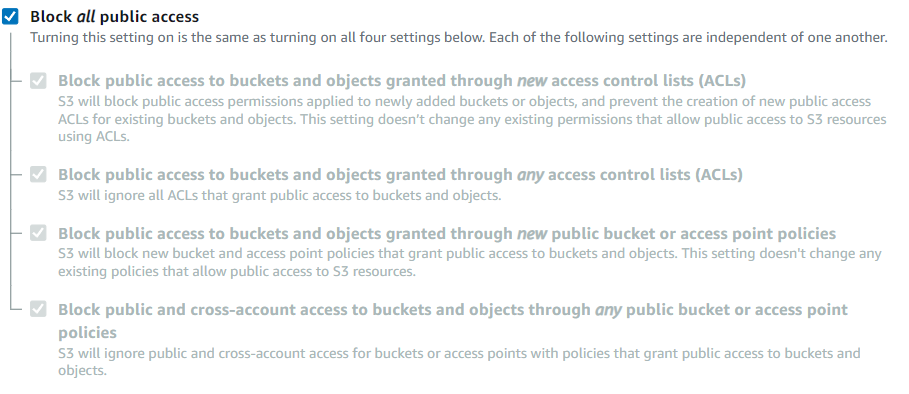 Block all public access
Turning this setting on is the same as turning on all four settings below. Each of the following settings are independent of one another.
Block public access to buckets and objects granted through new access control lists (ACLs)
S3 will block public access permissions applied to newly added buckets or objects, and prevent the creation of new public access
ACLs for existing buckets and objects. This setting doesn't change any existing permissions that allow public access to S3 resources
using ACLs.
Block public access to buckets and objects granted through any access control lists (ACLs)
S3 will ignore all ACLs that grant public access to buckets and objects.
Block public access to buckets and objects granted through new public bucket or access point policies
S3 will block new bucket and access point policies that grant public access to buckets and objects. This setting doesn't change any
existing policies that allow public access to S3 resources.
Block public and cross-account access to buckets and objects through any public bucket or access point
policies
S3 will ignore public and cross-account access for buckets or access points with policies that grant public access to buckets and
objects.